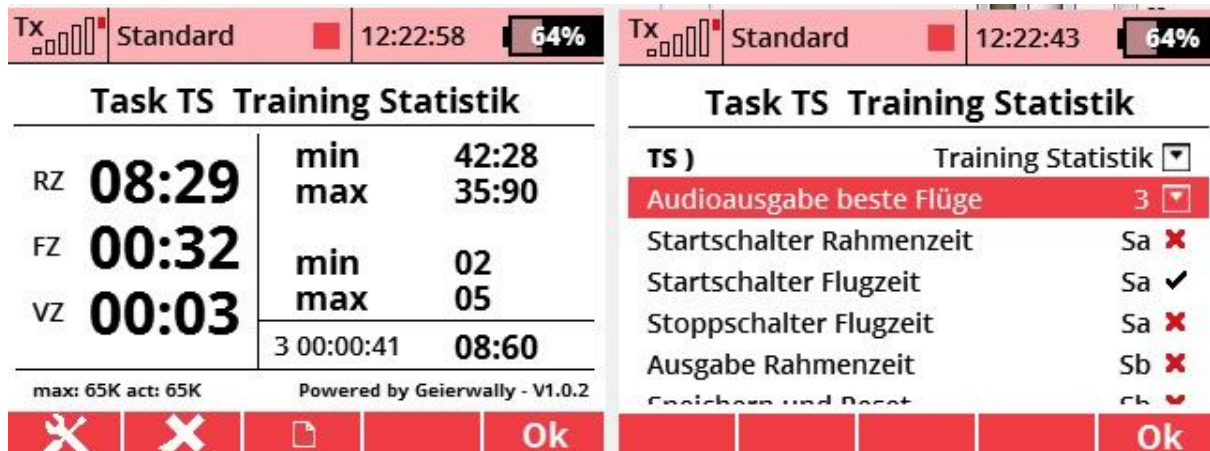 Tx Standard 12:22:58 64%
Task TS Training Statistik
RZ 08:29
FZ 00:32
VZ 00:03
min 42:28
max 35:90
min 02
max 05
3 00:00:41 08:60
max: 65K act: 65K Powered by Geierwally - V1.0.2
Ok
Tx Standard 12:22:43 64%
Task TS Training Statistik
TS ) Training Statistik
Audioausgabe beste Flüge 3
Startschalter Rahmenzeit Sa
Startschalter Flugzeit Sa
Stoppschalter Flugzeit Sa
Ausgabe Rahmenzeit Sb
Speichern und Reset Sb
Ok